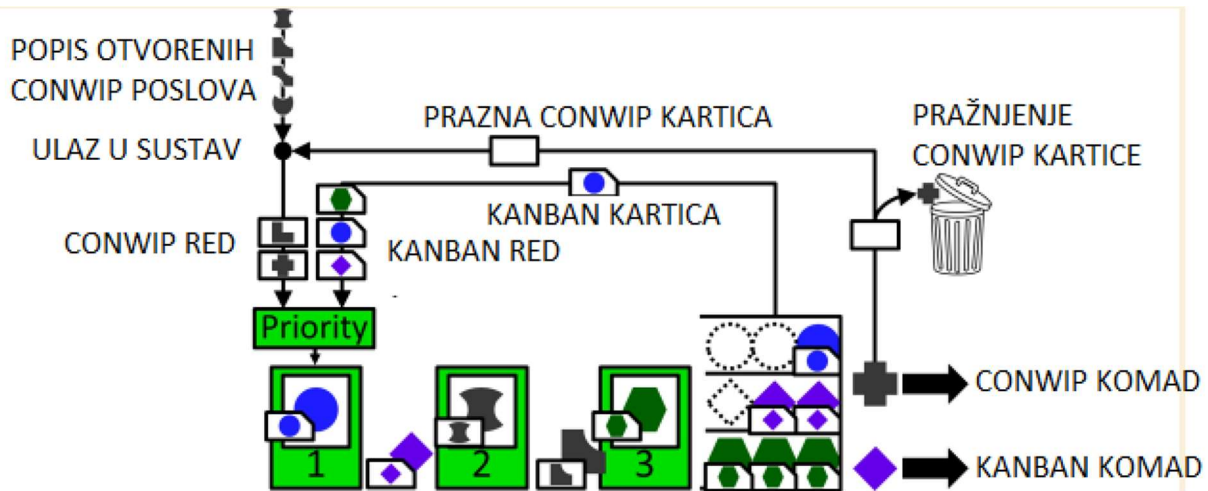 POPIS OTVORENIH
CONWIP POSLOVA
ULAZ U SUSTAV
PRAZNA CONWIP KARTICA
PRAŽNJENJE
CONWIP KARTICE
KANBAN KARTICA
CONWIP RED
KANBAN RED
Priority
1
2
3
CONWIP KOMAD
KANBAN KOMAD